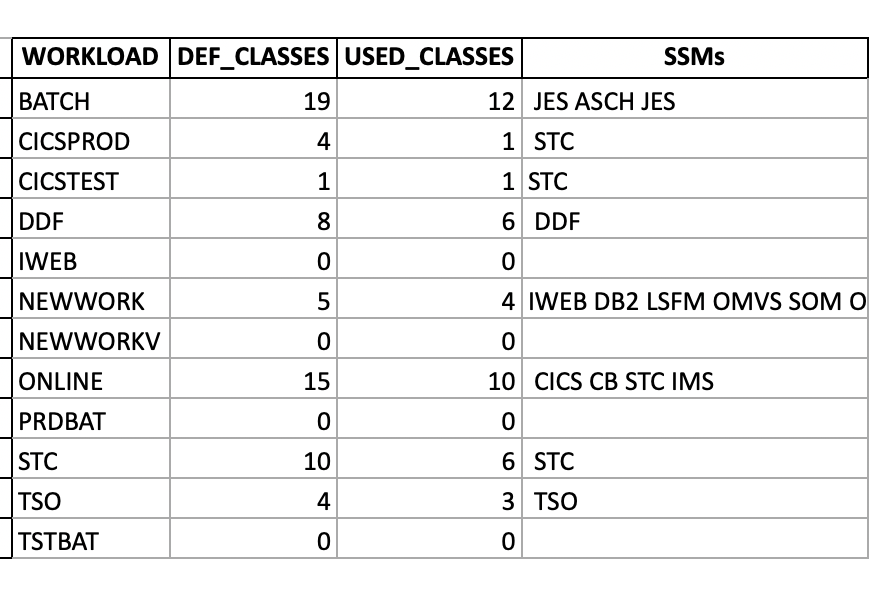 WORKLOAD DEF_CLASSES USED_CLASSES SSMs
BATCH 19 12 JES ASCH JES
CICSPROD 4 1 STC
CICSTEST 1 1 STC
DDF 8 6 DDF
IWEB 0 0
NEWWORK 5 4 IWEB DB2 LSFM OMVS SOM O
NEWWORKV 0 0
ONLINE 15 10 CICS CB STC IMS
PRDBAT 0 0
STC 10 6 STC
TSO 4 3 TSO
TSTBAT 0 0